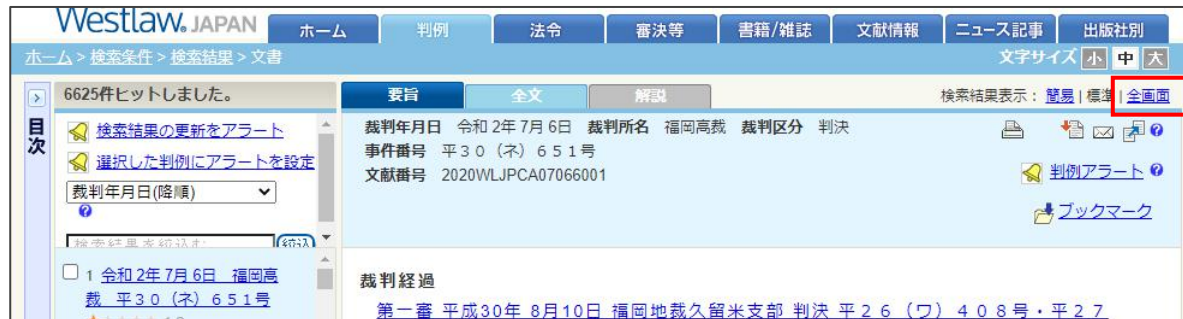 Westlaw. JAPAN ホーム 判例 法令 審決等 書籍/雑誌 文献情報 ニュース記事 出版社別
ホーム > 検索条件 > 検索結果 > 文書 文字サイズ 小 中 大
目次
6625件ヒットしました。
検索結果の更新をアラート
選択した判例にアラートを設定
裁判年月日(降順)
検索結果を絞込む 絞込
1 令和 2年 7月 6日 福岡高
裁 平30(ネ)651号
要旨 全文 解説 検索結果表示: 簡易 | 標準 | 全画面
裁判年月日 令和 2年 7月 6日 裁判所名 福岡高裁 裁判区分 判決
事件番号 平30(ネ)651号
文献番号 2020WLJPCA07066001
判例アラート
ブックマーク
裁判経過
第一審 平成30年 8月10日 福岡地裁久留米支部 判決 平26(ワ)408号・平27